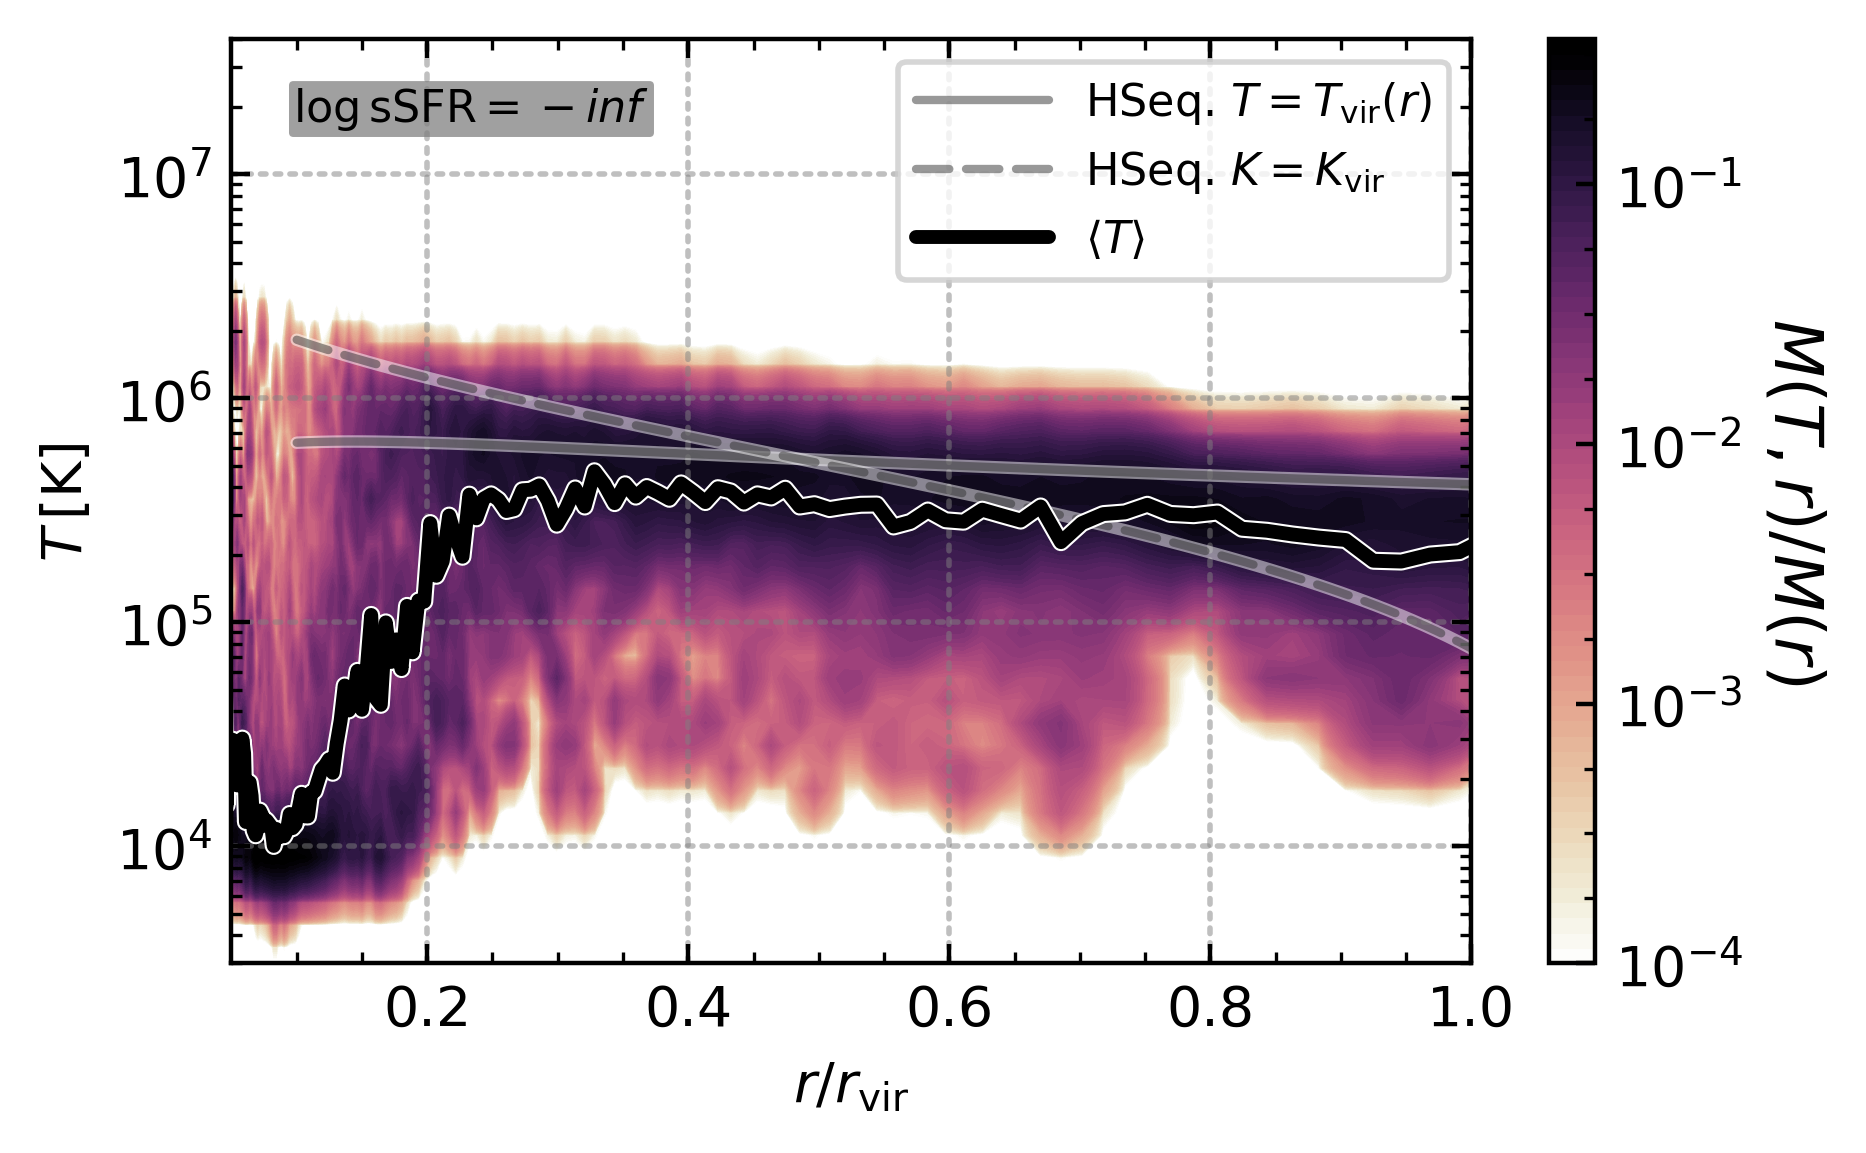 log sSFR = −inf
HSeq. T = T_vir(r)
HSeq. K = K_vir
⟨T⟩
10^7
10^6
10^5
10^4
T [K]
0.2 0.4 0.6 0.8 1.0
r/r_vir
10^−1
10^−2
10^−3
10^−4
M(T, r)/M(r)